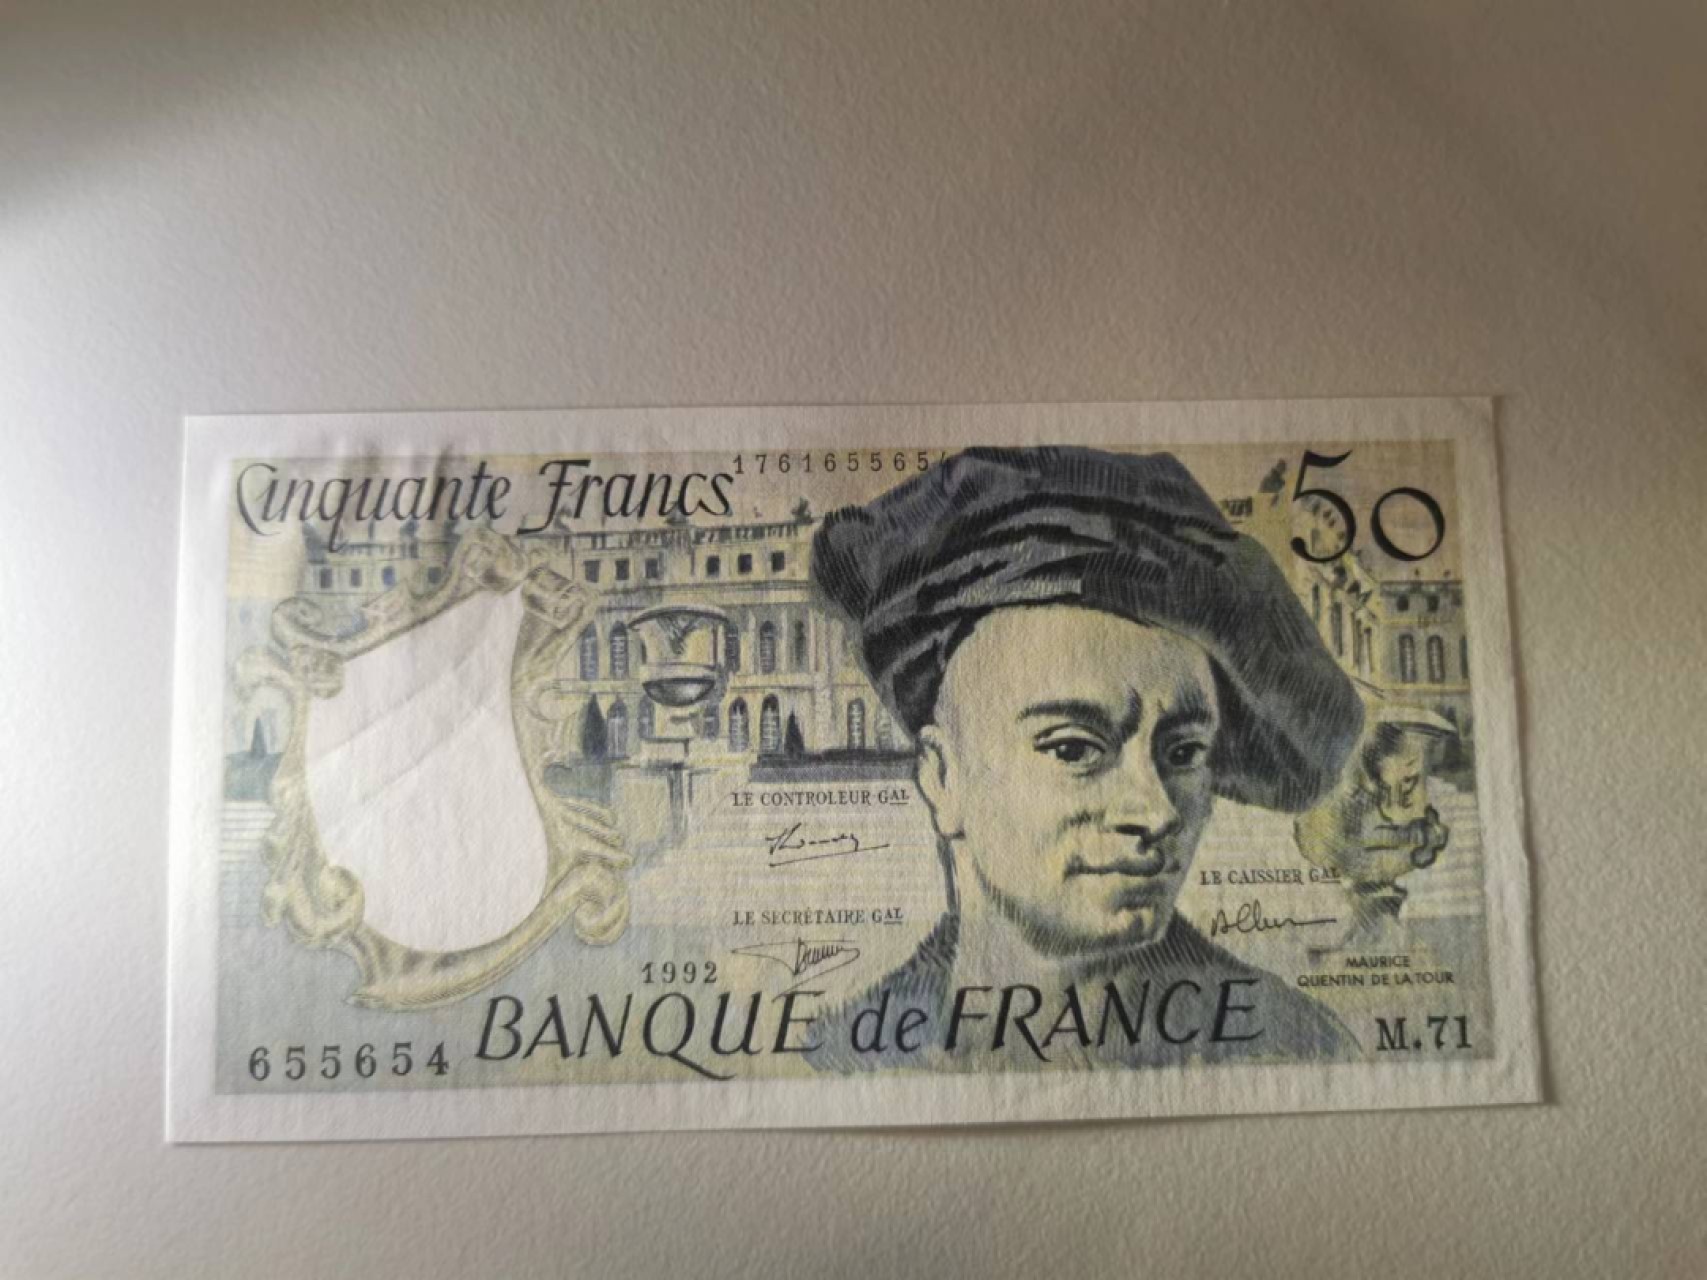 Cinquante Francs
1761655654
50
LE CONTROLEUR GAL
LE CAISSIER GAL
LE SECRÉTAIRE GAL
MAURICE
QUENTIN DE LA TOUR
1992
BANQUE de FRANCE
M.71
655654